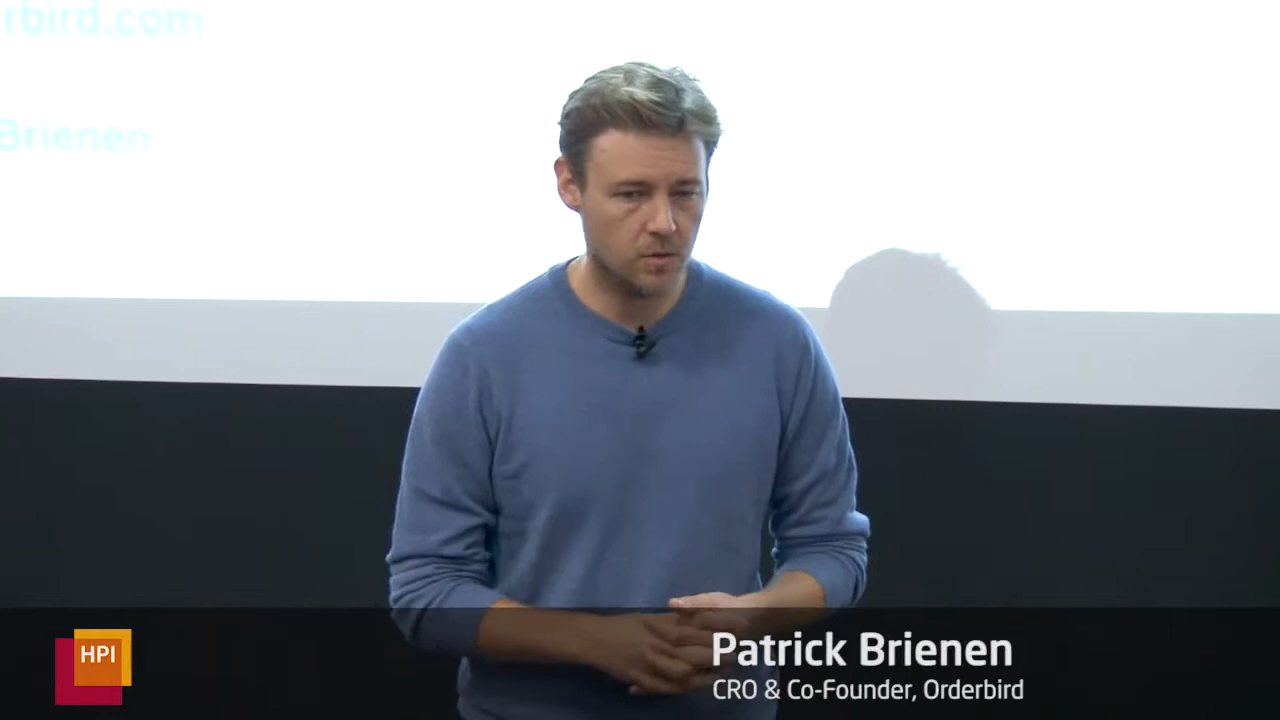 rbird.com
Brienen
HPI
Patrick Brienen
CRO & Co-Founder, Orderbird